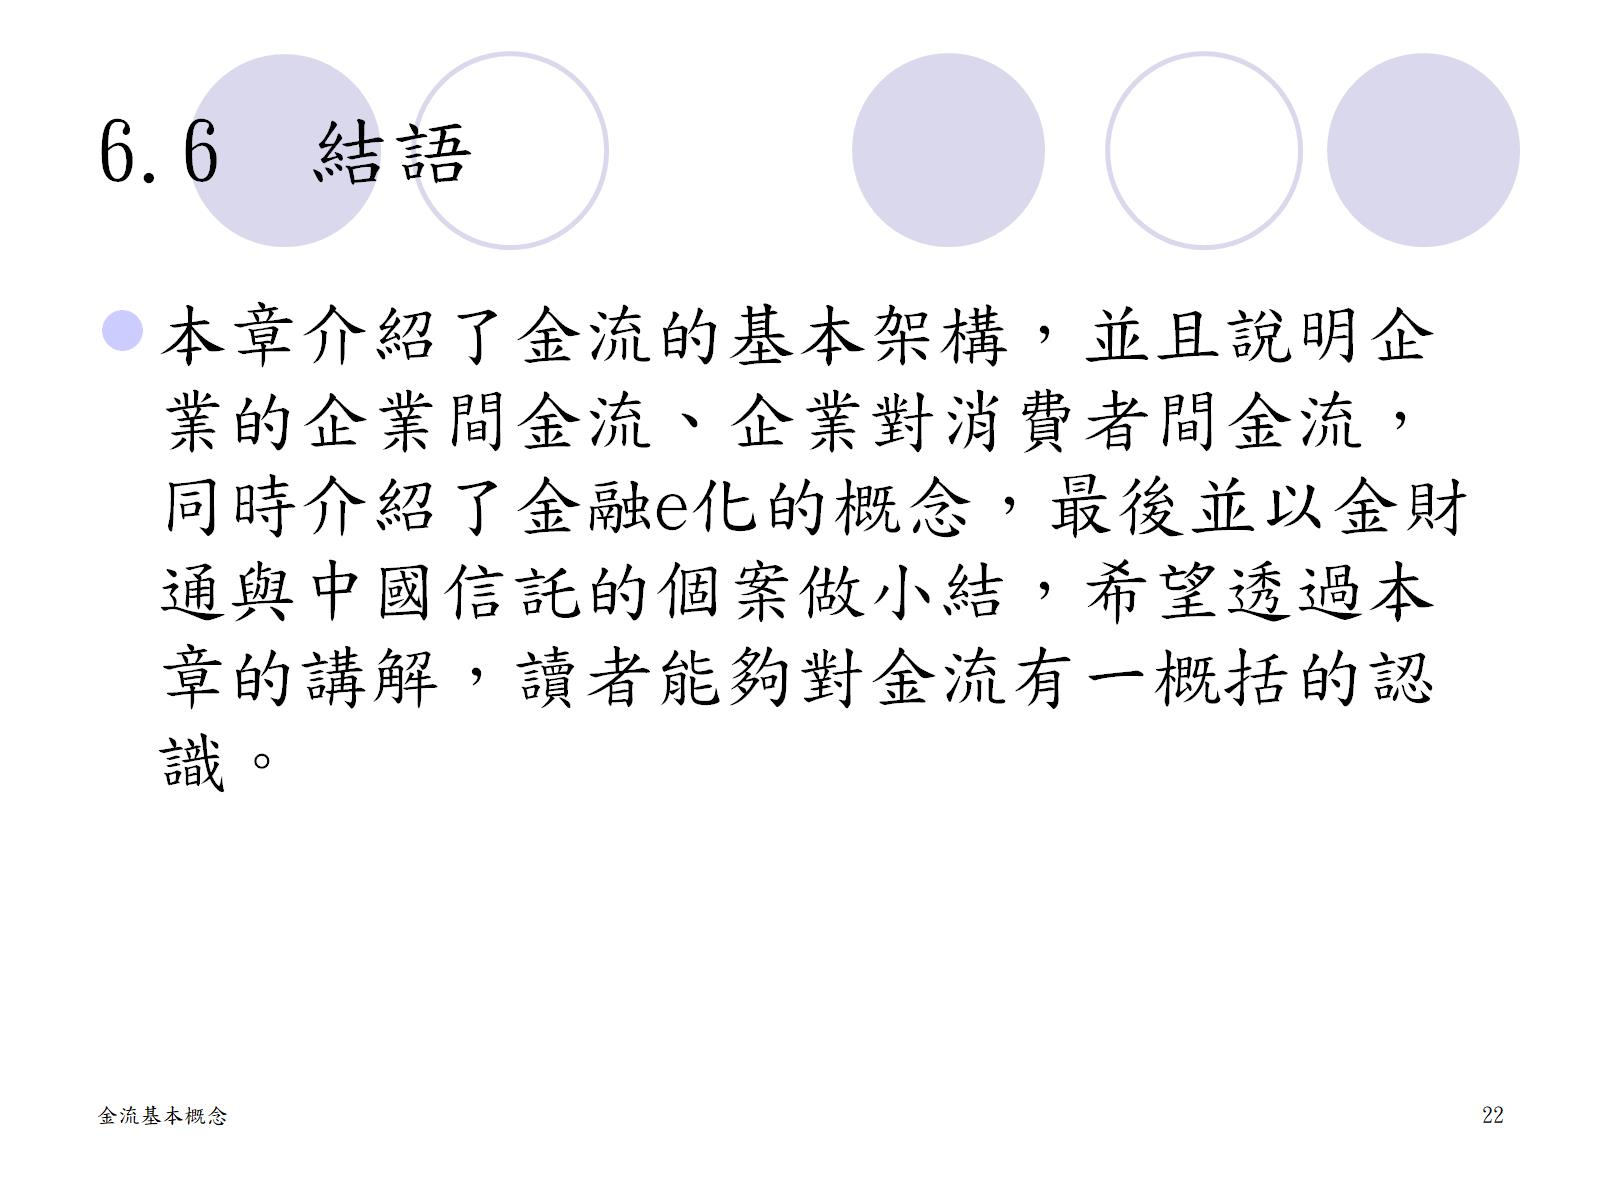 6.6　結語
本章介紹了金流的基本架構，並且說明企
業的企業間金流、企業對消費者間金流，
同時介紹了金融e化的概念，最後並以金財
通與中國信託的個案做小結，希望透過本
章的講解，讀者能夠對金流有一概括的認
識。
金流基本概念
22